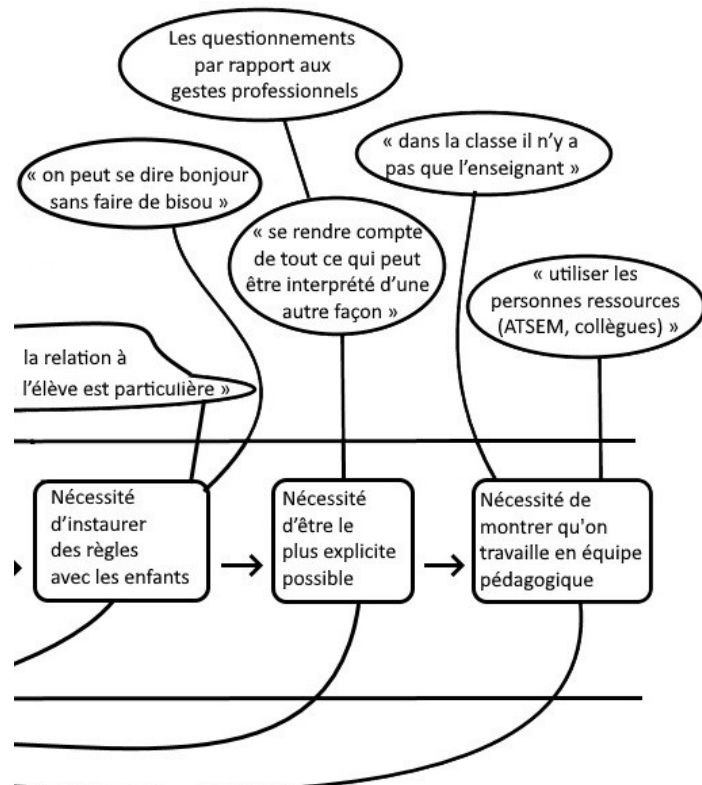 Les questionnements
par rapport aux
gestes professionnels
« dans la classe il n'y a
pas que l'enseignant »
« on peut se dire bonjour
sans faire de bisou »
« se rendre compte
de tout ce qui peut
être interprété d'une
autre façon »
« utiliser les
personnes ressources
(ATSEM, collègues) »
la relation à
l'élève est particulière »
Nécessité
d'instaurer
des règles
avec les enfants
Nécessité
d'être le
plus explicite
possible
Nécessité de
montrer qu'on
travaille en équipe
pédagogique